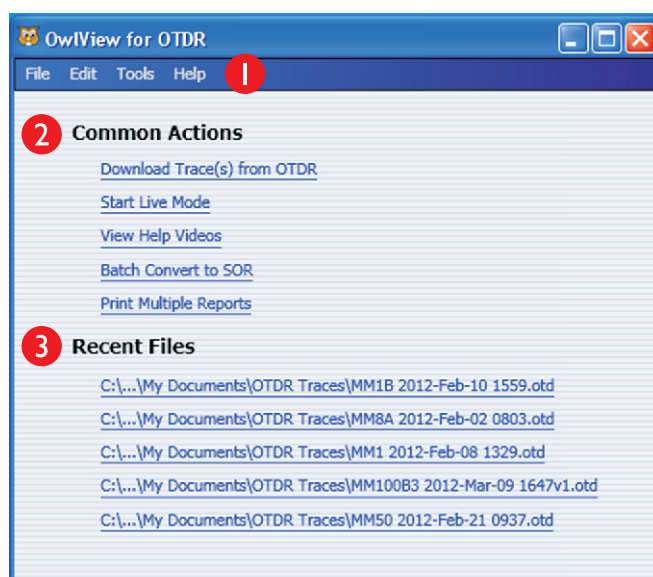 OwlView for OTDR
File Edit Tools Help 1
2 Common Actions
Download Trace(s) from OTDR
Start Live Mode
View Help Videos
Batch Convert to SOR
Print Multiple Reports
3 Recent Files
C:\...\My Documents\OTDR Traces\MM1B 2012-Feb-10 1559.otd
C:\...\My Documents\OTDR Traces\MM8A 2012-Feb-02 0803.otd
C:\...\My Documents\OTDR Traces\MM1 2012-Feb-08 1329.otd
C:\...\My Documents\OTDR Traces\MM100B3 2012-Mar-09 1647v1.otd
C:\...\My Documents\OTDR Traces\MM50 2012-Feb-21 0937.otd